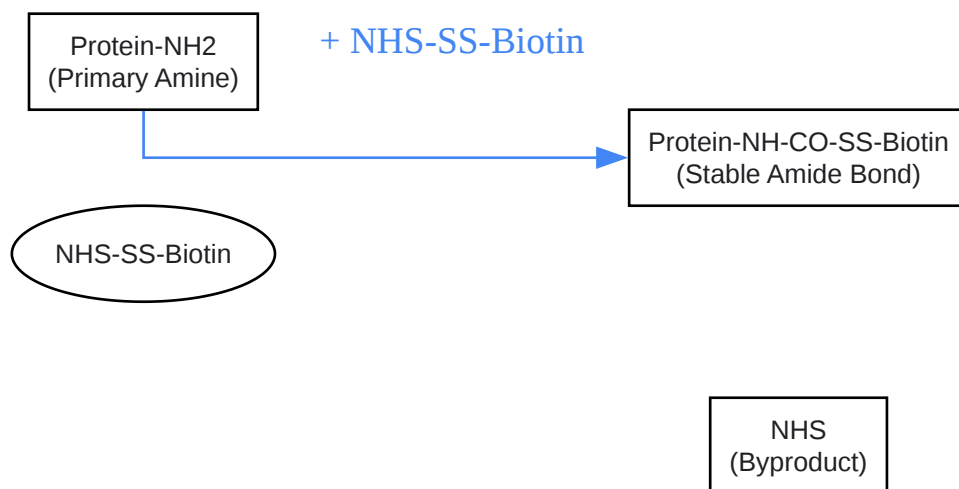 Protein-NH2
(Primary Amine)
+ NHS-SS-Biotin
Protein-NH-CO-SS-Biotin
(Stable Amide Bond)
NHS-SS-Biotin
NHS
(Byproduct)